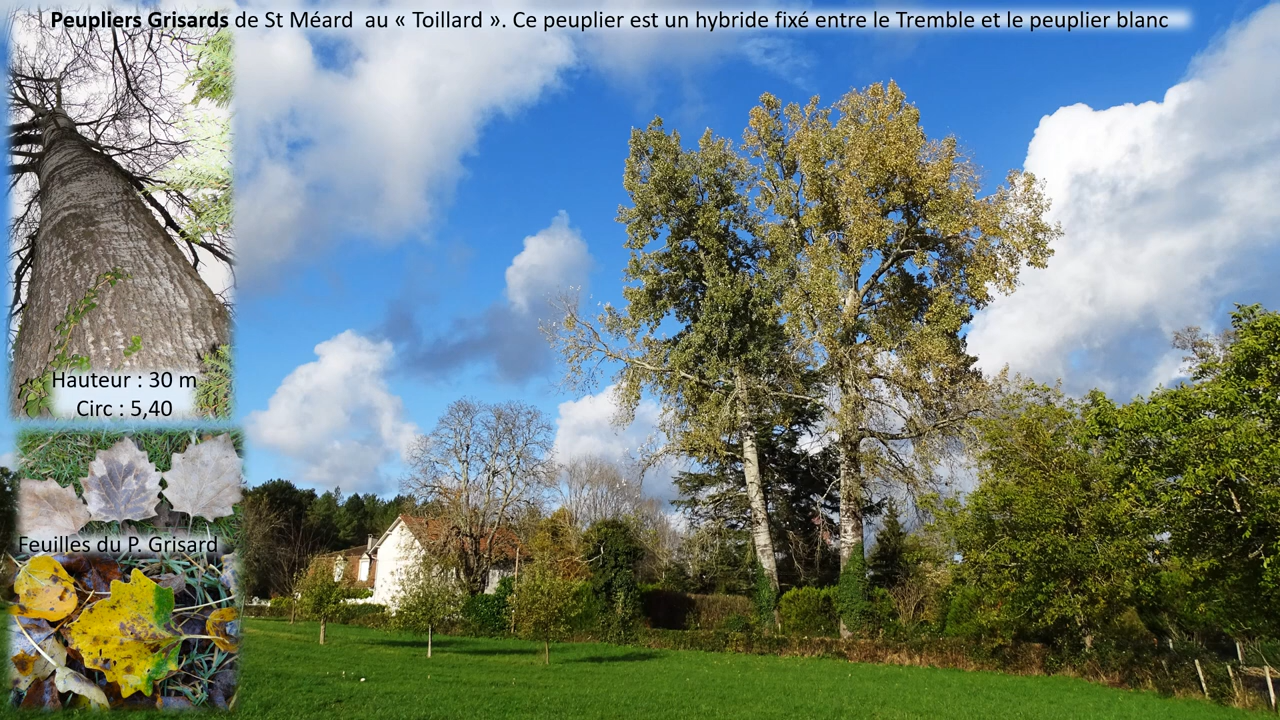 Peupliers Grisards de St Méard au « Toillard ». Ce peuplier est un hybride fixé entre le Tremble et le peuplier blanc
Hauteur : 30 m
Circ : 5,40
Feuilles du P. Grisard